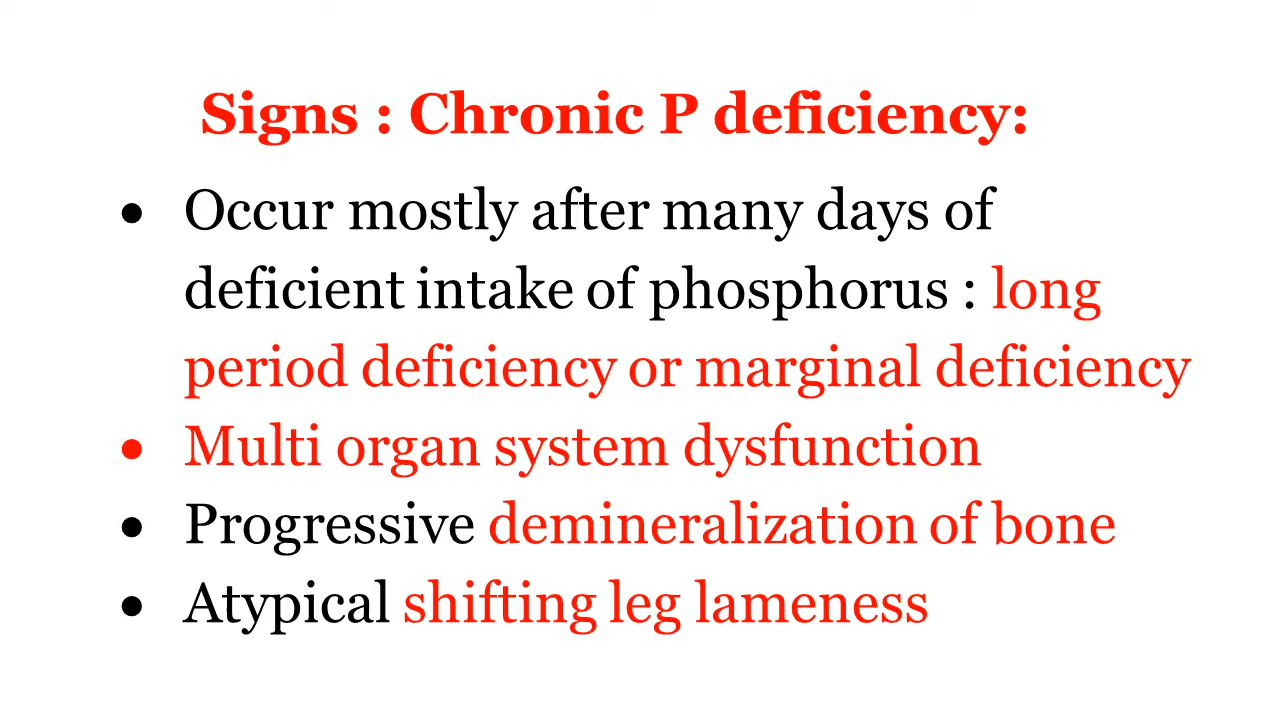 Signs : Chronic P deficiency:
• Occur mostly after many days of
deficient intake of phosphorus : long
period deficiency or marginal deficiency
• Multi organ system dysfunction
• Progressive demineralization of bone
• Atypical shifting leg lameness